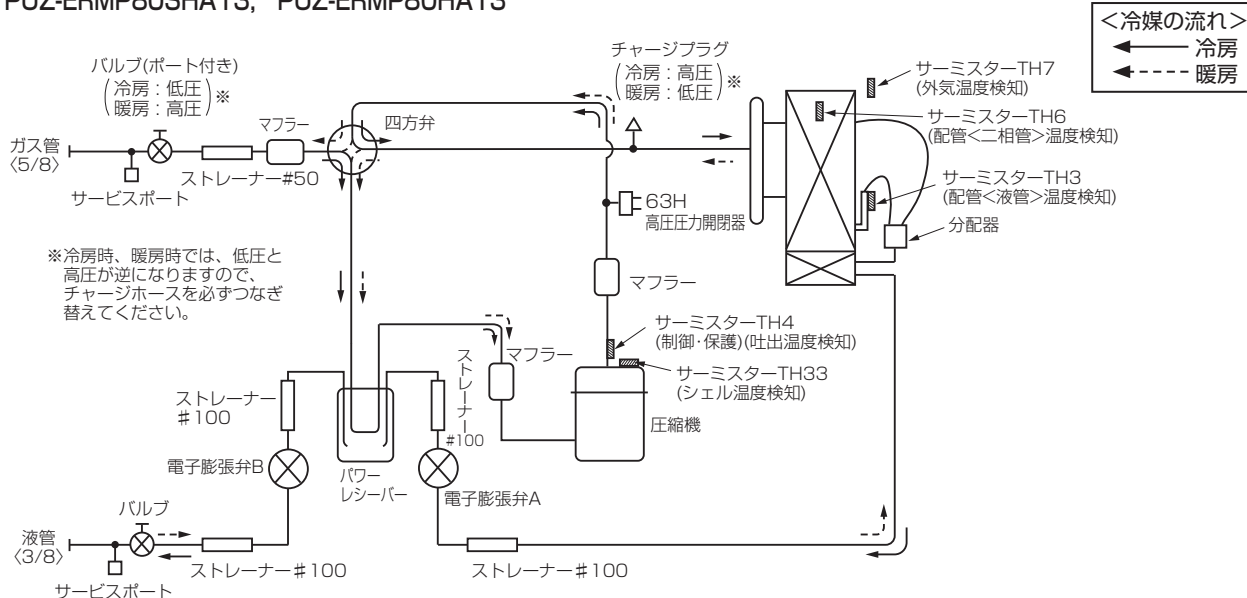 PUZ-ERMP80SHA13, PUZ-ERMP80HA13
<冷媒の流れ>
冷房
暖房
バルブ(ポート付き)
(冷房:低圧
暖房:高圧)※
チャージプラグ
(冷房:高圧
暖房:低圧)※
サーミスターTH7
(外気温度検知)
サーミスターTH6
(配管<二相管>温度検知)
ガス管
〈5/8〉
マフラー
四方弁
ストレーナー#50
サービスポート
サーミスターTH3
(配管<液管>温度検知)
分配器
63H
高圧圧力開閉器
※冷房時、暖房時では、低圧と
高圧が逆になりますので、
チャージホースを必ずつなぎ
替えてください。
マフラー
サーミスターTH4
(制御・保護)(吐出温度検知)
サーミスターTH33
(シェル温度検知)
圧縮機
マフラー
ストレーナー
#100
ストレーナー
#100
電子膨張弁B
パワー
レシーバー
電子膨張弁A
バルブ
液管
〈3/8〉
ストレーナー#100
ストレーナー#100
サービスポート